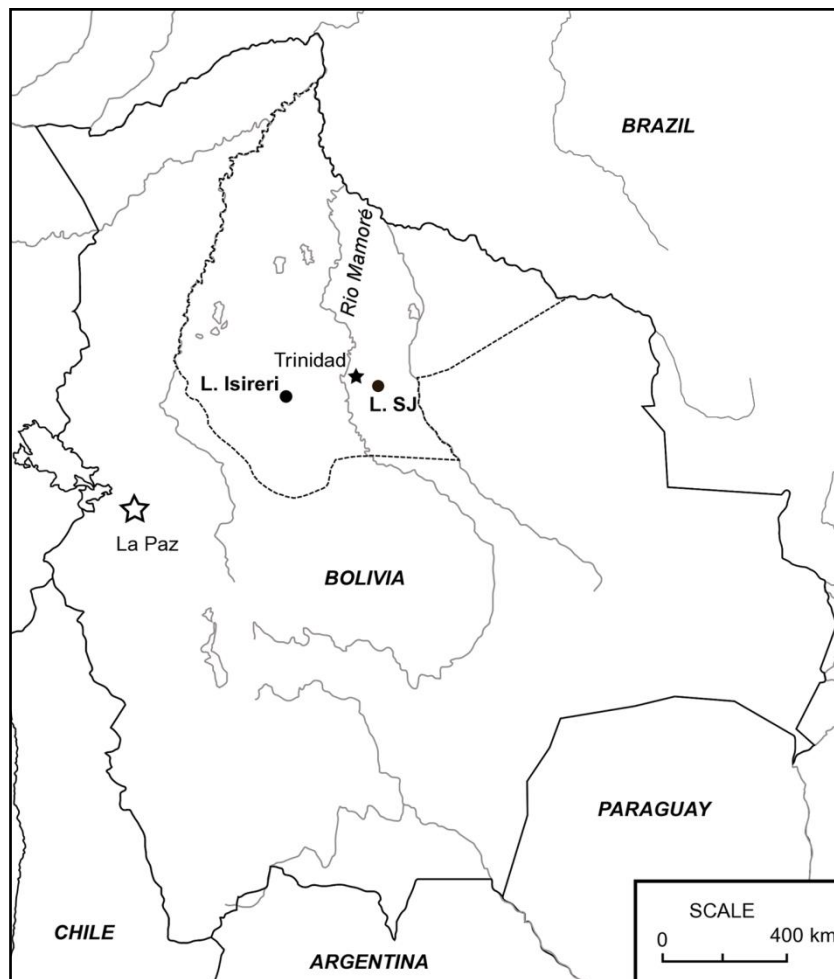 BRAZIL
Rio Mamoré
Trinidad
L. Isireri
L. SJ
La Paz
BOLIVIA
PARAGUAY
SCALE
0 400 km
CHILE
ARGENTINA